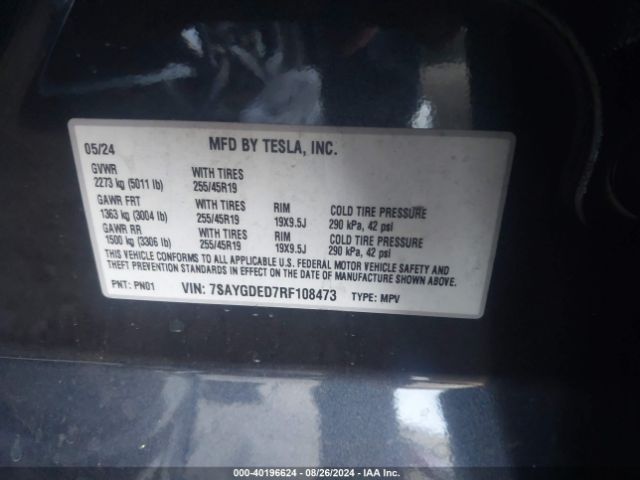 05/24 MFD BY TESLA, INC.
GVWR WITH TIRES
2273 kg (5011 lb) 255/45R19
GAWR FRT WITH TIRES RIM COLD TIRE PRESSURE
1363 kg (3004 lb) 255/45R19 19X9.5J 290 kPa, 42 psi
GAWR RR WITH TIRES RIM COLD TIRE PRESSURE
1500 kg (3306 lb) 255/45R19 19X9.5J 290 kPa, 42 psi
THIS VEHICLE CONFORMS TO ALL APPLICABLE U.S. FEDERAL MOTOR VEHICLE SAFETY AND
THEFT PREVENTION STANDARDS IN EFFECT ON THE DATE OF MANUFACTURE SHOWN ABOVE.
PNT: PN01 VIN: 7SAYGDED7RF108473 TYPE: MPV
000-40196624 | 08/26/2024 | IAA Inc.